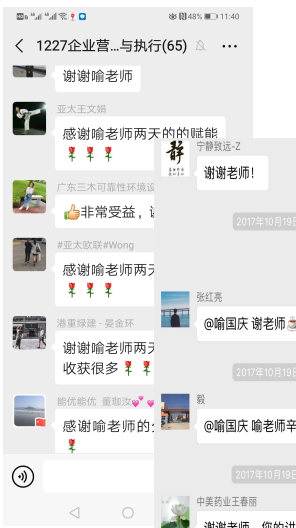 48% 11:40
1227企业营...与执行(65)
谢谢喻老师
亚太王文娟
感谢喻老师两天的的赋能
🌹🌹🌹
广东三木可靠性环境设
👍非常受益，
#亚太欧联#Wong
感谢喻老师两天
🌹🌹🌹
港重绿建 - 晏金环
谢谢喻老师两天
收获很多🌹🌹
能优能优 董珈汝💕
感谢喻老师的
🌹
静
宁静致远-Z
谢谢老师!
2017年10月19日
张红亮
@喻国庆 谢老师☕
2017年10月19日
毅
@喻国庆 喻老师辛
2017年10月19日
中美药业王春丽
谢谢老师，您的讲